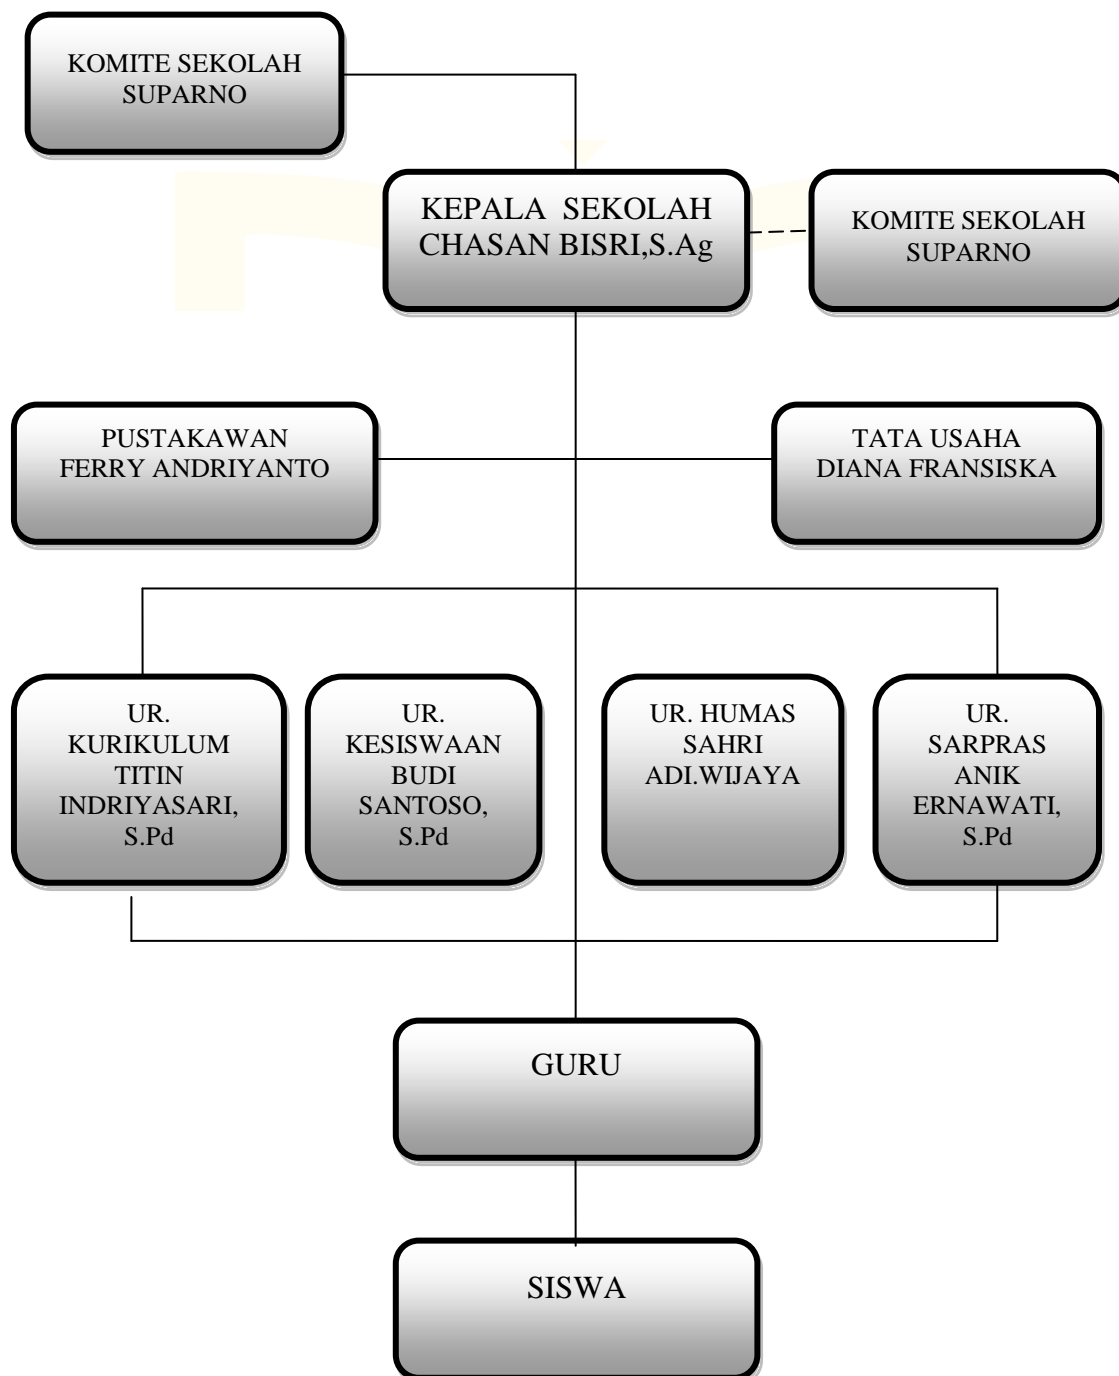 KOMITE SEKOLAH
SUPARNO
KEPALA SEKOLAH
CHASAN BISRI,S.Ag
KOMITE SEKOLAH
SUPARNO
PUSTAKAWAN
FERRY ANDRIYANTO
TATA USAHA
DIANA FRANSISKA
UR.
KURIKULUM
TITIN
INDRIYASARI,
S.Pd
UR.
KESISWAAN
BUDI
SANTOSO,
S.Pd
UR. HUMAS
SAHRI
ADI.WIJAYA
UR.
SARPRAS
ANIK
ERNAWATI,
S.Pd
GURU
SISWA